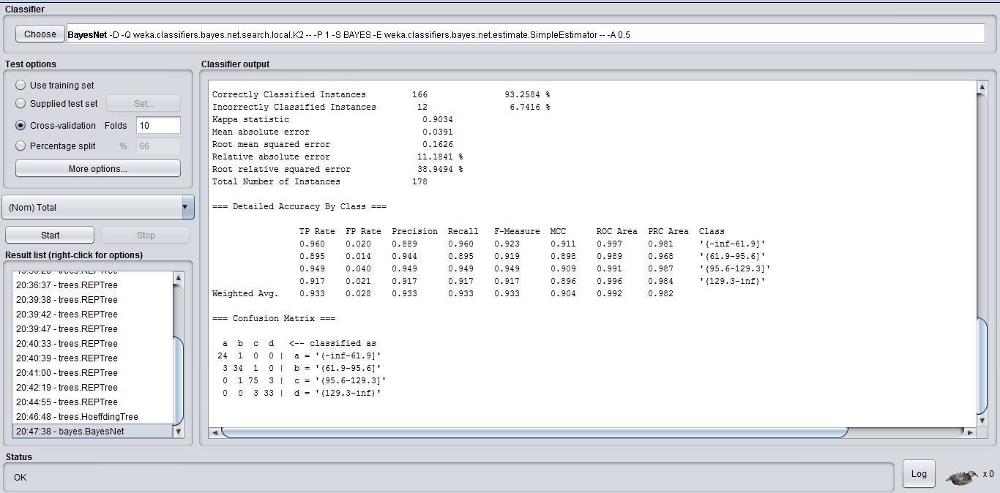 Classifier
Choose BayesNet -D -Q weka.classifiers.bayes.net.search.local.K2 -- -P 1 -S BAYES -E weka.classifiers.bayes.net.estimate.SimpleEstimator -- -A 0.5
Test options
Use training set
Supplied test set Set...
Cross-validation Folds 10
Percentage split % 66
More options...
(Nom) Total
Start Stop
Result list (right-click for options)
20:36:37 - trees.REPTree
20:39:38 - trees.REPTree
20:39:42 - trees.REPTree
20:39:47 - trees.REPTree
20:40:33 - trees.REPTree
20:40:39 - trees.REPTree
20:41:00 - trees.REPTree
20:42:19 - trees.REPTree
20:44:55 - trees.REPTree
20:46:48 - trees.HoeffdingTree
20:47:38 - bayes.BayesNet
Classifier output
Correctly Classified Instances 166 93.2584 %
Incorrectly Classified Instances 12 6.7416 %
Kappa statistic 0.9034
Mean absolute error 0.0391
Root mean squared error 0.1626
Relative absolute error 11.1841 %
Root relative squared error 38.9494 %
Total Number of Instances 178
=== Detailed Accuracy By Class ===
TP Rate FP Rate Precision Recall F-Measure MCC ROC Area PRC Area Class
0.960 0.020 0.889 0.960 0.923 0.911 0.997 0.981 '(-inf-61.9]'
0.895 0.014 0.944 0.895 0.919 0.898 0.989 0.968 '(61.9-95.6]'
0.949 0.040 0.949 0.949 0.949 0.909 0.991 0.987 '(95.6-129.3]'
0.917 0.021 0.917 0.917 0.917 0.896 0.996 0.984 '(129.3-inf)'
Weighted Avg. 0.933 0.028 0.933 0.933 0.933 0.904 0.992 0.982
=== Confusion Matrix ===
a b c d <-- classified as
24 1 0 0 | a = '(-inf-61.9]'
3 34 1 0 | b = '(61.9-95.6]'
0 1 75 3 | c = '(95.6-129.3]'
0 0 3 33 | d = '(129.3-inf)'
Status
OK
Log
x 0